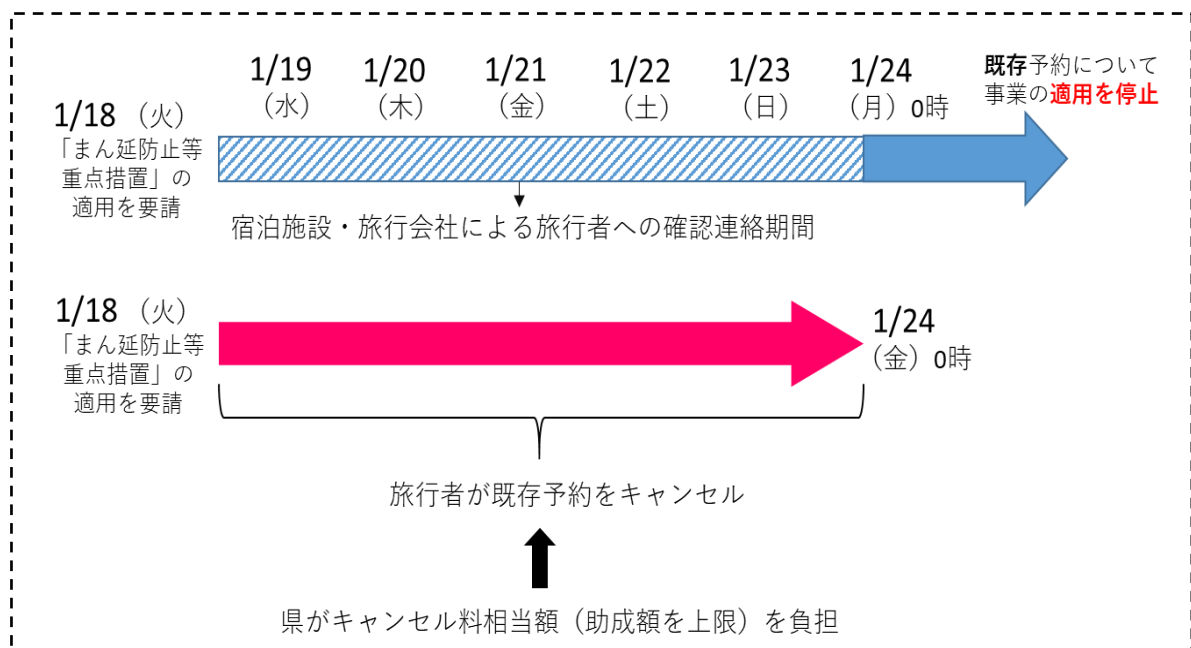 1/19 1/20 1/21 1/22 1/23 1/24
（水） （木） （金） （土） （日） （月）0時
既存予約について
事業の適用を停止
1/18（火）
「まん延防止等
重点措置」の
適用を要請
宿泊施設・旅行会社による旅行者への確認連絡期間
1/18（火）
「まん延防止等
重点措置」の
適用を要請
1/24
（金）0時
旅行者が既存予約をキャンセル
県がキャンセル料相当額（助成額を上限）を負担